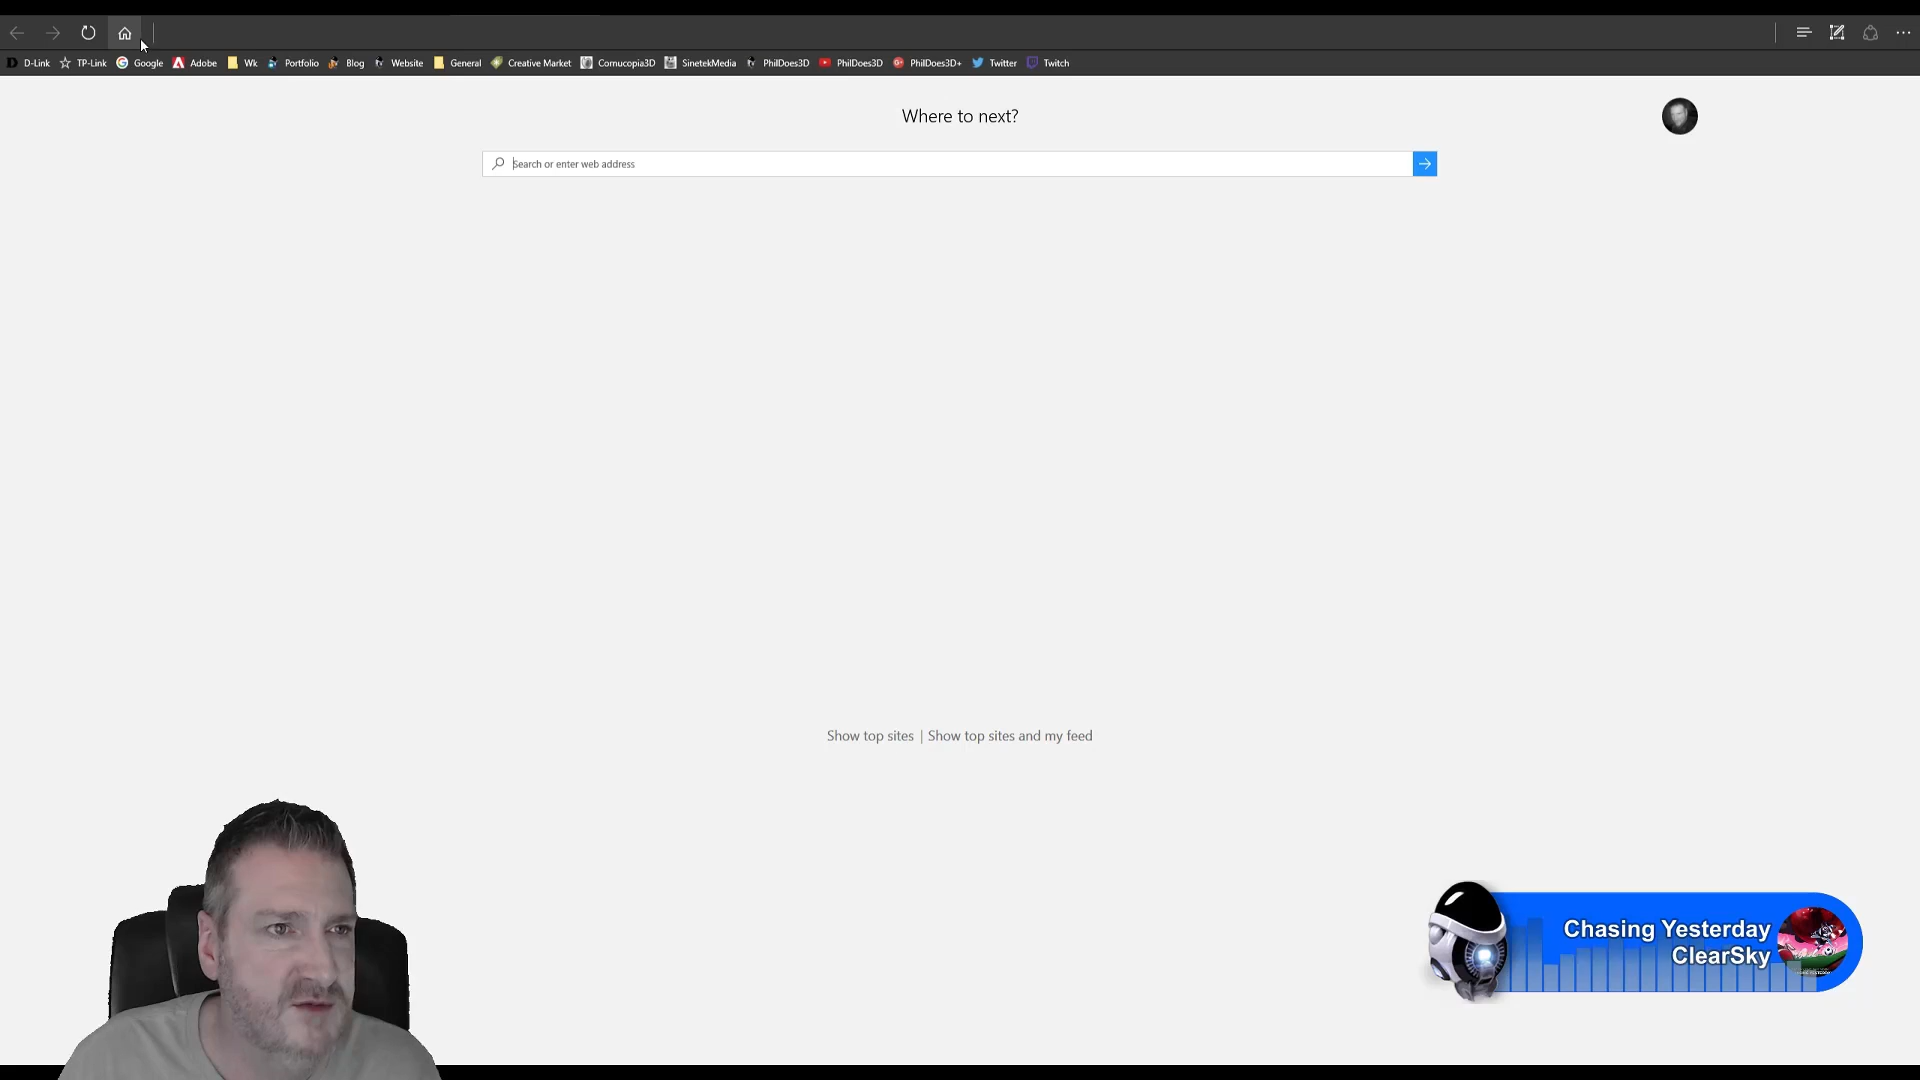 D-Link TP-Link Google Adobe Wk Portfolio Blog Website General Creative Market Cornucopia3D SinetekMedia PhilDoes3D PhilDoes3D PhilDoes3D+ Twitter Twitch
Where to next?
Search or enter web address
Show top sites | Show top sites and my feed
Chasing Yesterday
ClearSky